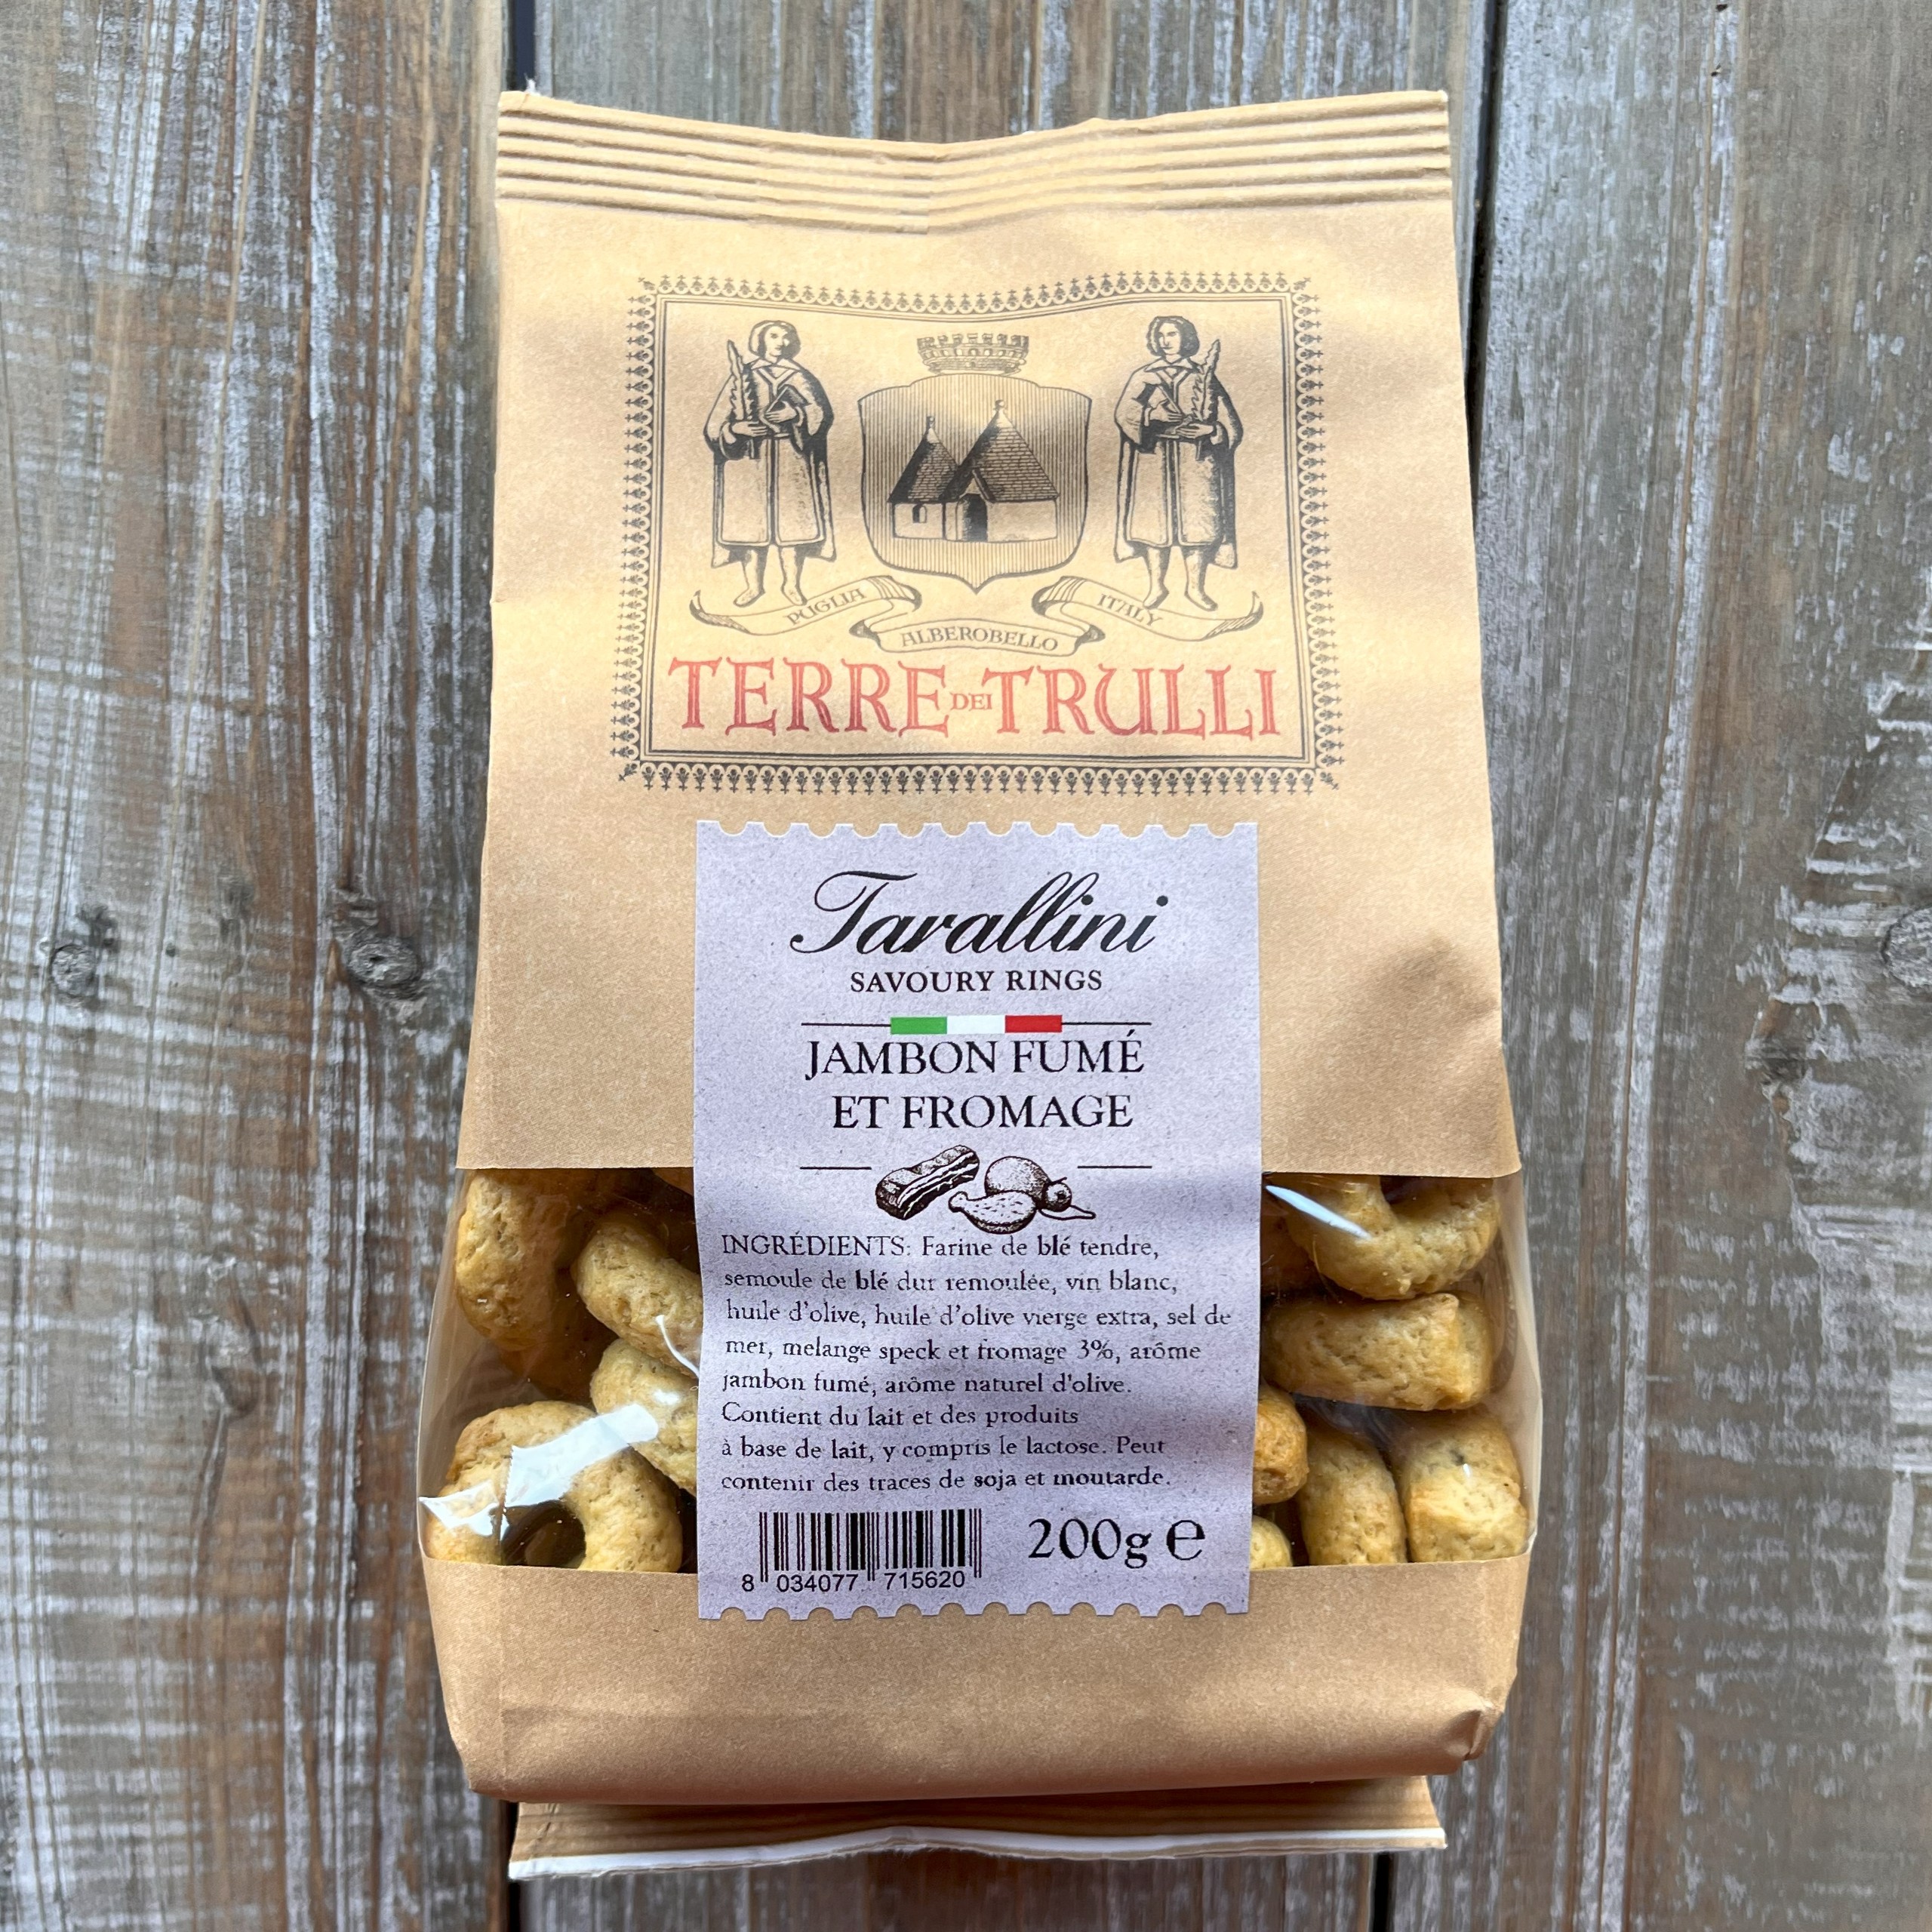 PUGLIA
ALBEROBELLO
ITALY
TERRE DEI TRULLI
Tarallini
SAVOURY RINGS
JAMBON FUMÉ
ET FROMAGE
INGRÉDIENTS: Farine de blé tendre,
semoule de blé dur remoulée, vin blanc,
huile d'olive, huile d'olive vierge extra, sel de
mer, melange speck et fromage 3%, arôme
jambon fumé, arôme naturel d'olive.
Contient du lait et des produits
à base de lait, y compris le lactose. Peut
contenir des traces de soja et moutarde.
8 034077 715620
200g e